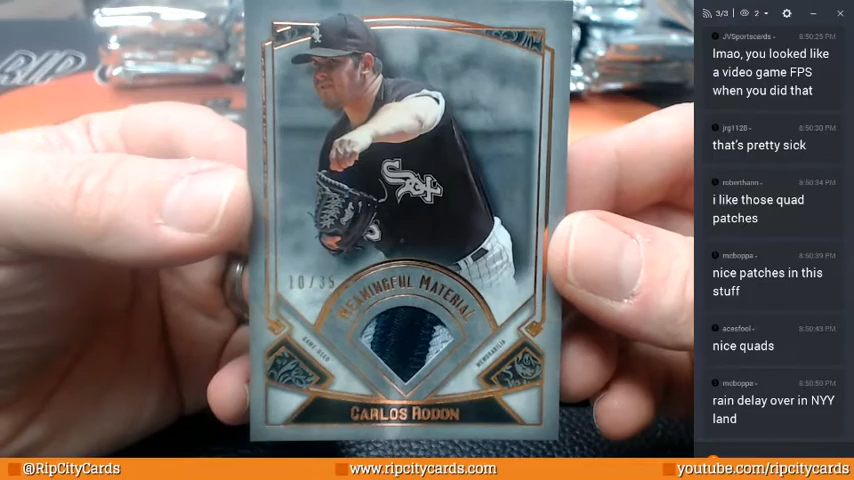 RIP
Sox
10/35
MEANINGFUL MATERIAL
GAME-USED
MEMORABILIA
CARLOS RODON
3/3
2
JVSportscards
8:50:25 PM
lmao, you looked like
a video game FPS
when you did that
jrg1128
8:50:30 PM
that's pretty sick
roberthann
8:50:34 PM
i like those quad
patches
mcboppa
8:50:39 PM
nice patches in this
stuff
acesfool
8:50:43 PM
nice quads
mcboppa
8:50:50 PM
rain delay over in NYY
land
@RipCityCards
www.ripcitycards.com
youtube.com/ripcitycards